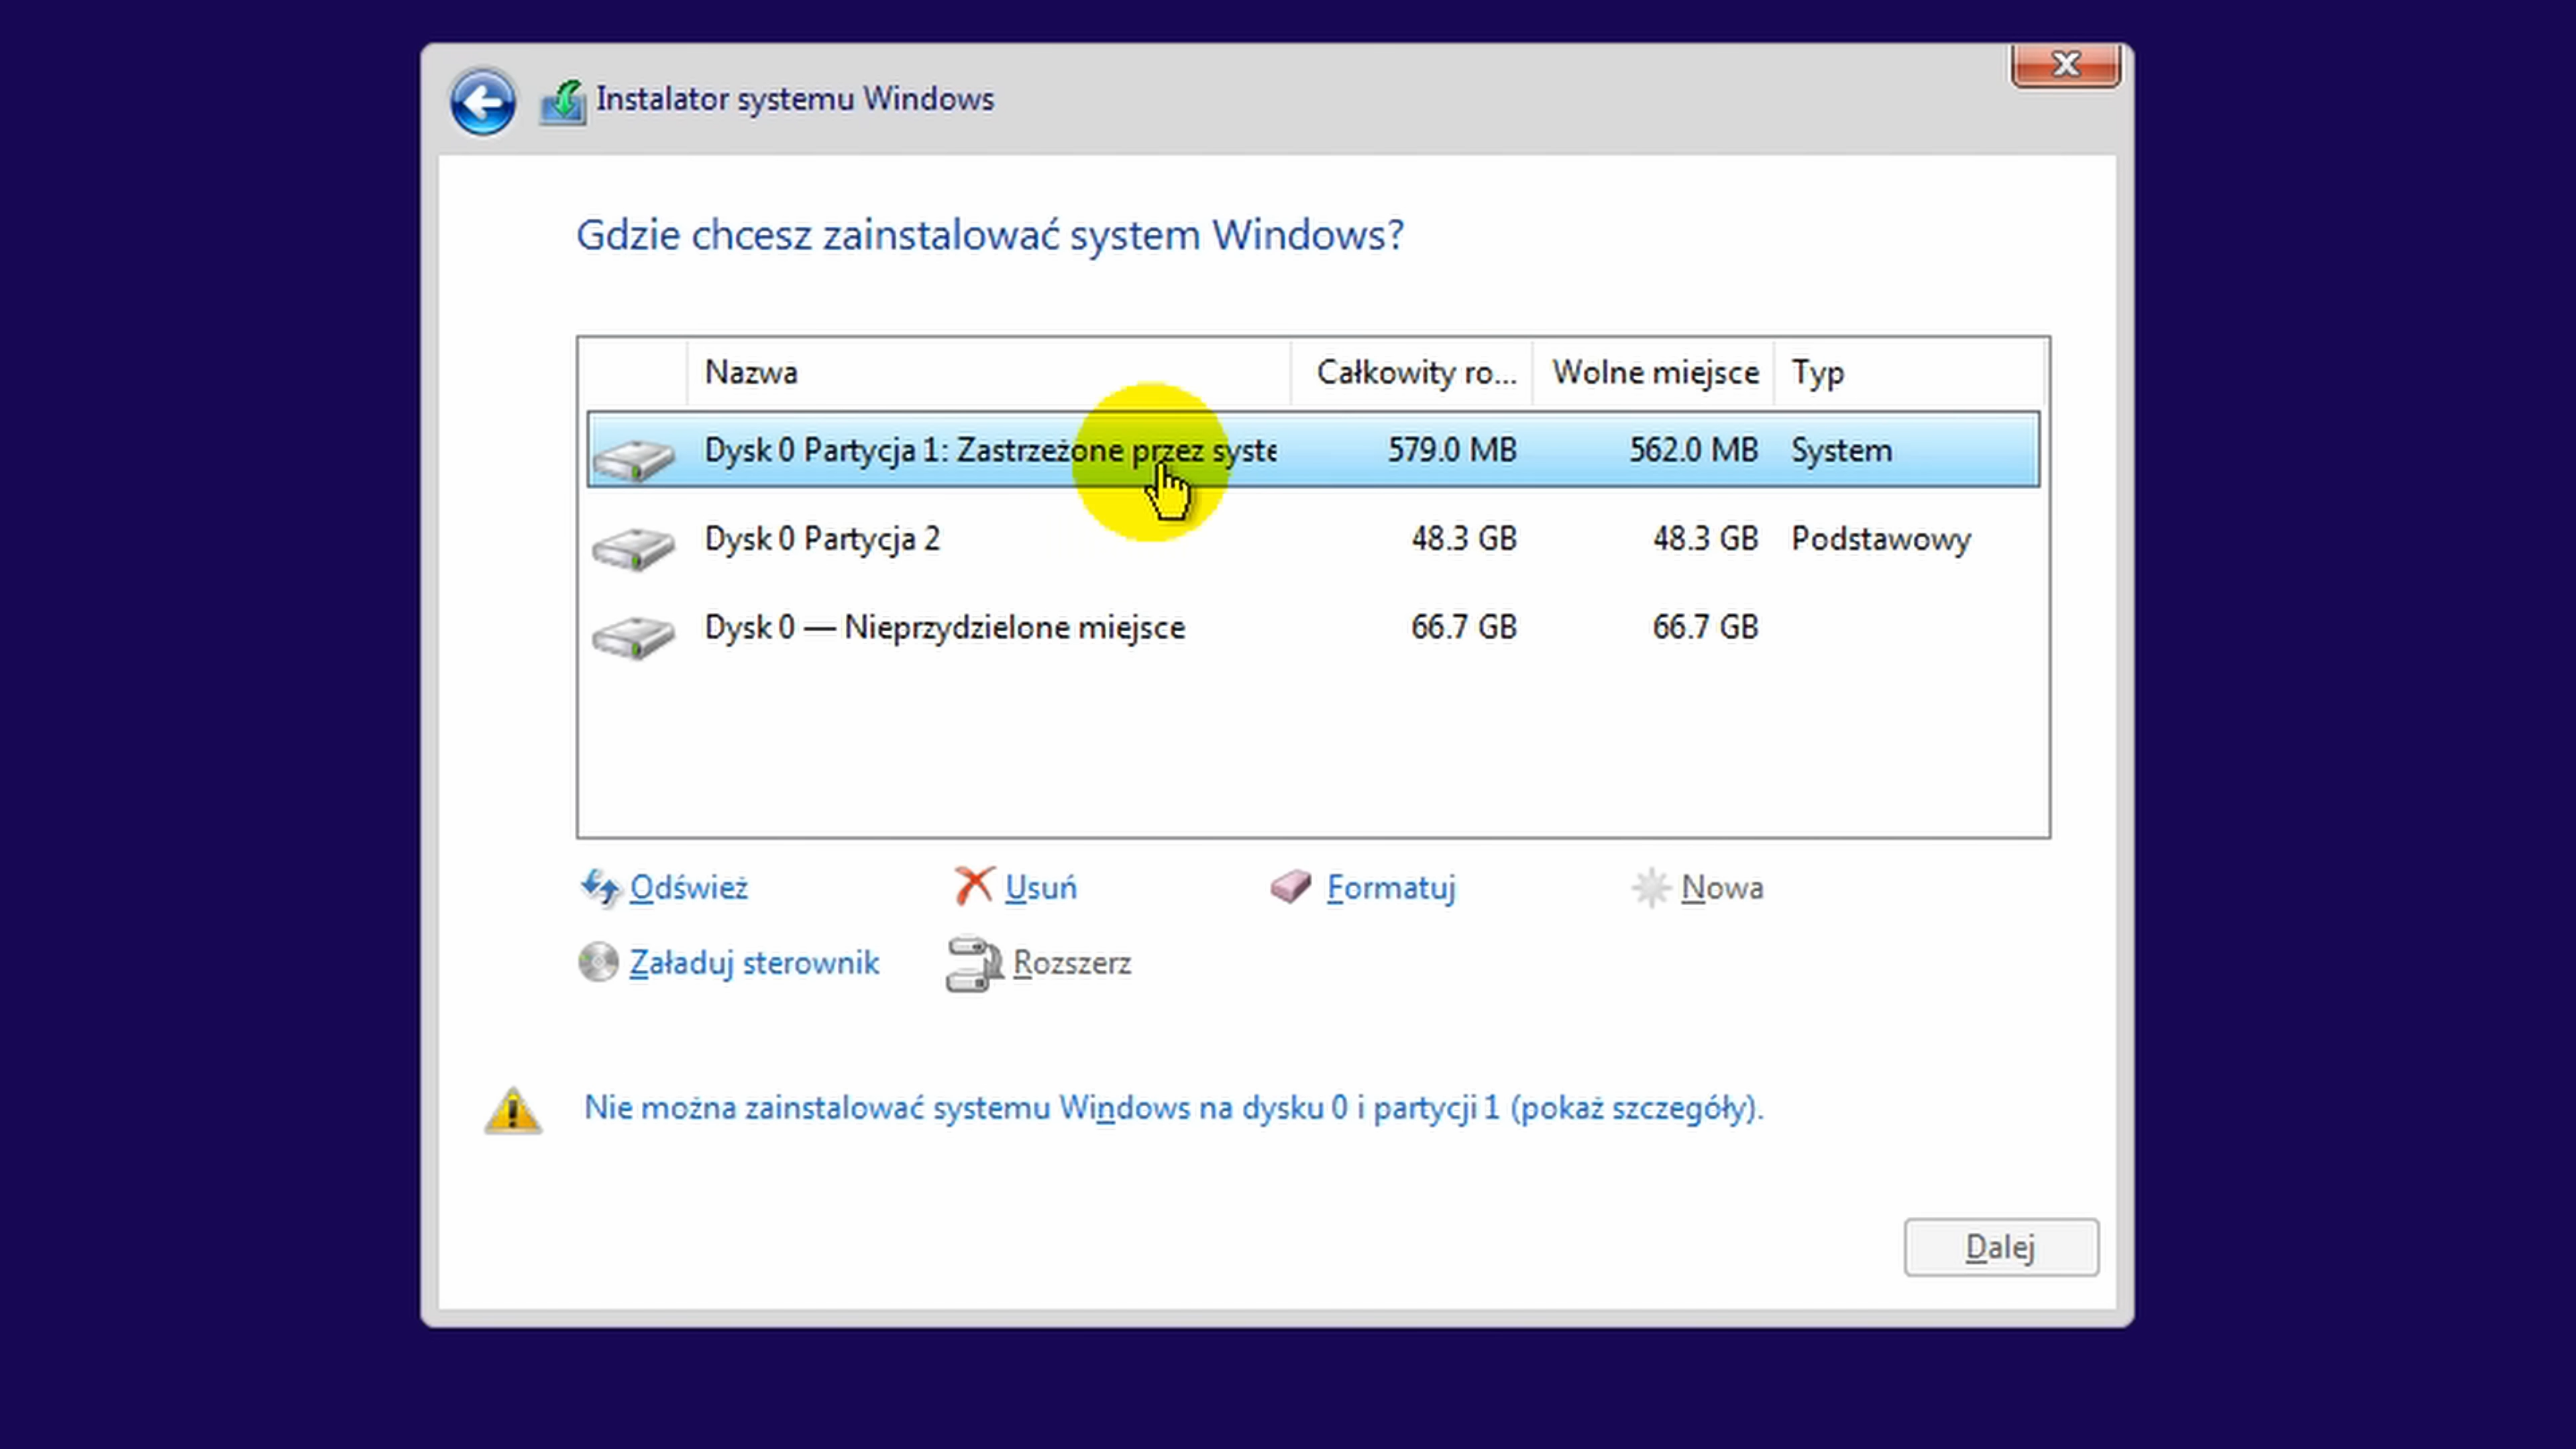 Instalator systemu Windows
Gdzie chcesz zainstalować system Windows?
Nazwa Całkowity ro... Wolne miejsce Typ
Dysk 0 Partycja 1: Zastrzeżone przez syste 579.0 MB 562.0 MB System
Dysk 0 Partycja 2 48.3 GB 48.3 GB Podstawowy
Dysk 0 — Nieprzydzielone miejsce 66.7 GB 66.7 GB
Odśwież Usuń Formatuj Nowa
Załaduj sterownik Rozszerz
Nie można zainstalować systemu Windows na dysku 0 i partycji 1 (pokaż szczegóły).
Dalej